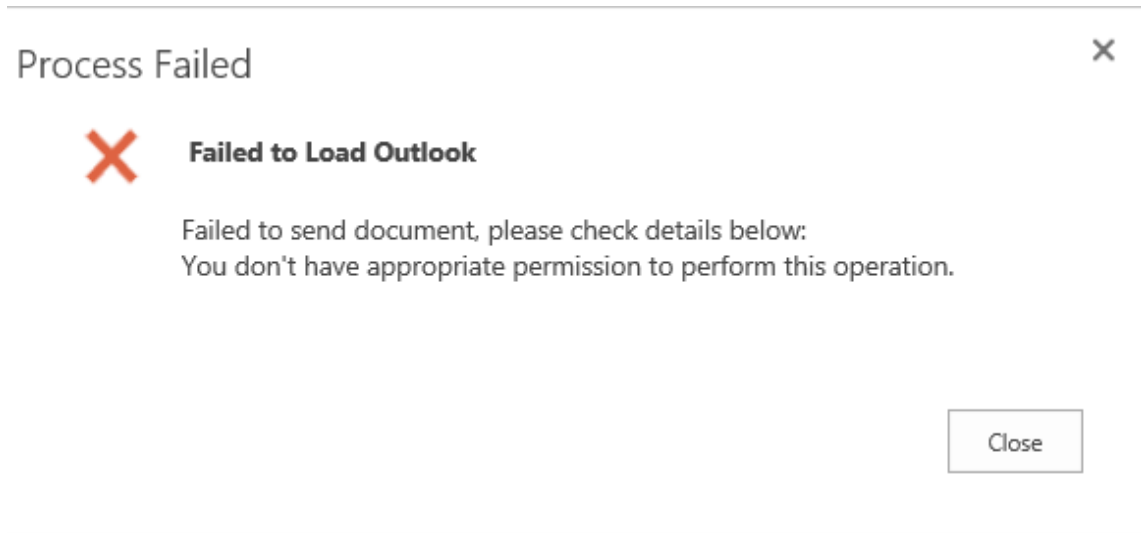 Process Failed
Failed to Load Outlook
Failed to send document, please check details below:
You don't have appropriate permission to perform this operation.
Close